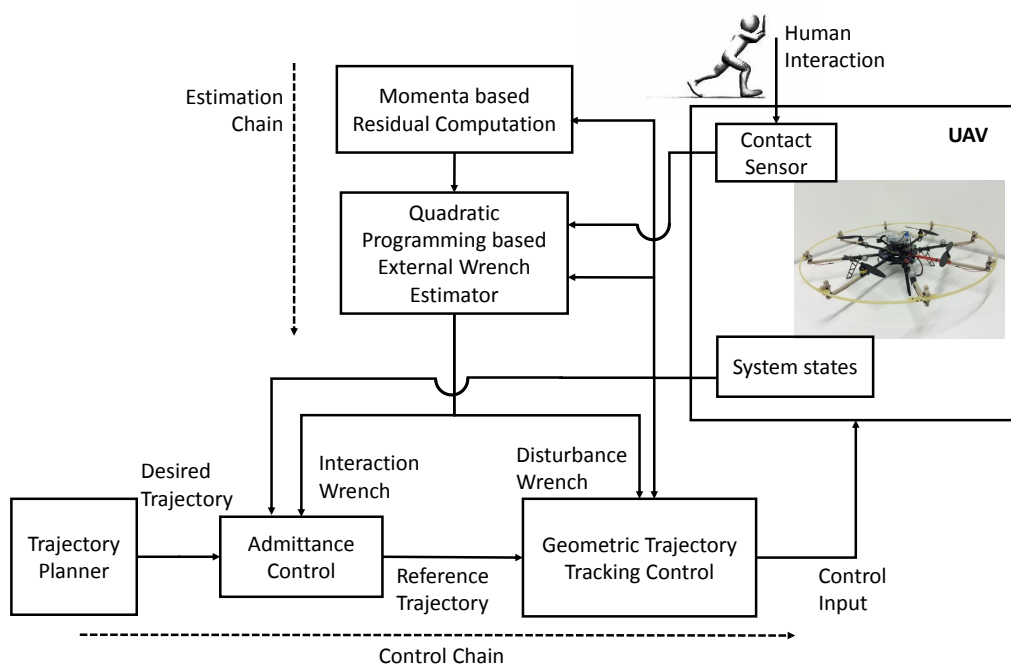 Human
Interaction
Estimation
Chain
Momenta based
Residual Computation
UAV
Contact
Sensor
Quadratic
Programming based
External Wrench
Estimator
System states
Desired
Trajectory
Interaction
Wrench
Disturbance
Wrench
Trajectory
Planner
Admittance
Control
Reference
Trajectory
Geometric Trajectory
Tracking Control
Control
Input
Control Chain